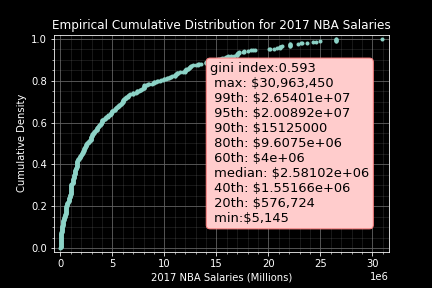 Empirical Cumulative Distribution for 2017 NBA Salaries
1.0
0.8
0.6
0.4
0.2
0.0
Cumulative Density
gini index:0.593
max: $30,963,450
99th: $2.65401e+07
95th: $2.00892e+07
90th: $15125000
80th: $9.6075e+06
60th: $4e+06
median: $2.58102e+06
40th: $1.55166e+06
20th: $576,724
min:$5,145
0 5 10 15 20 25 30
1e6
2017 NBA Salaries (Millions)